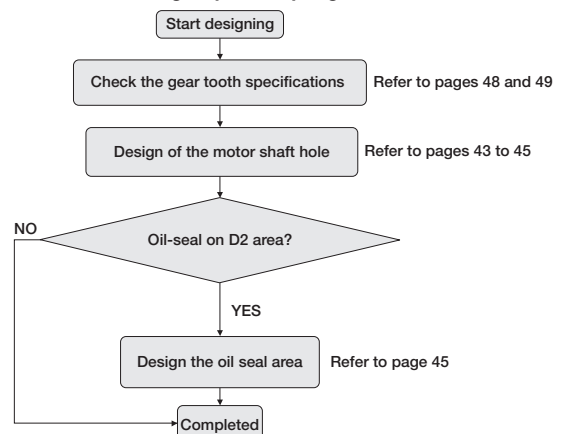 Start designing
Check the gear tooth specifications
Refer to pages 48 and 49
Design of the motor shaft hole
Refer to pages 43 to 45
Oil-seal on D2 area?
NO
YES
Design the oil seal area
Refer to page 45
Completed